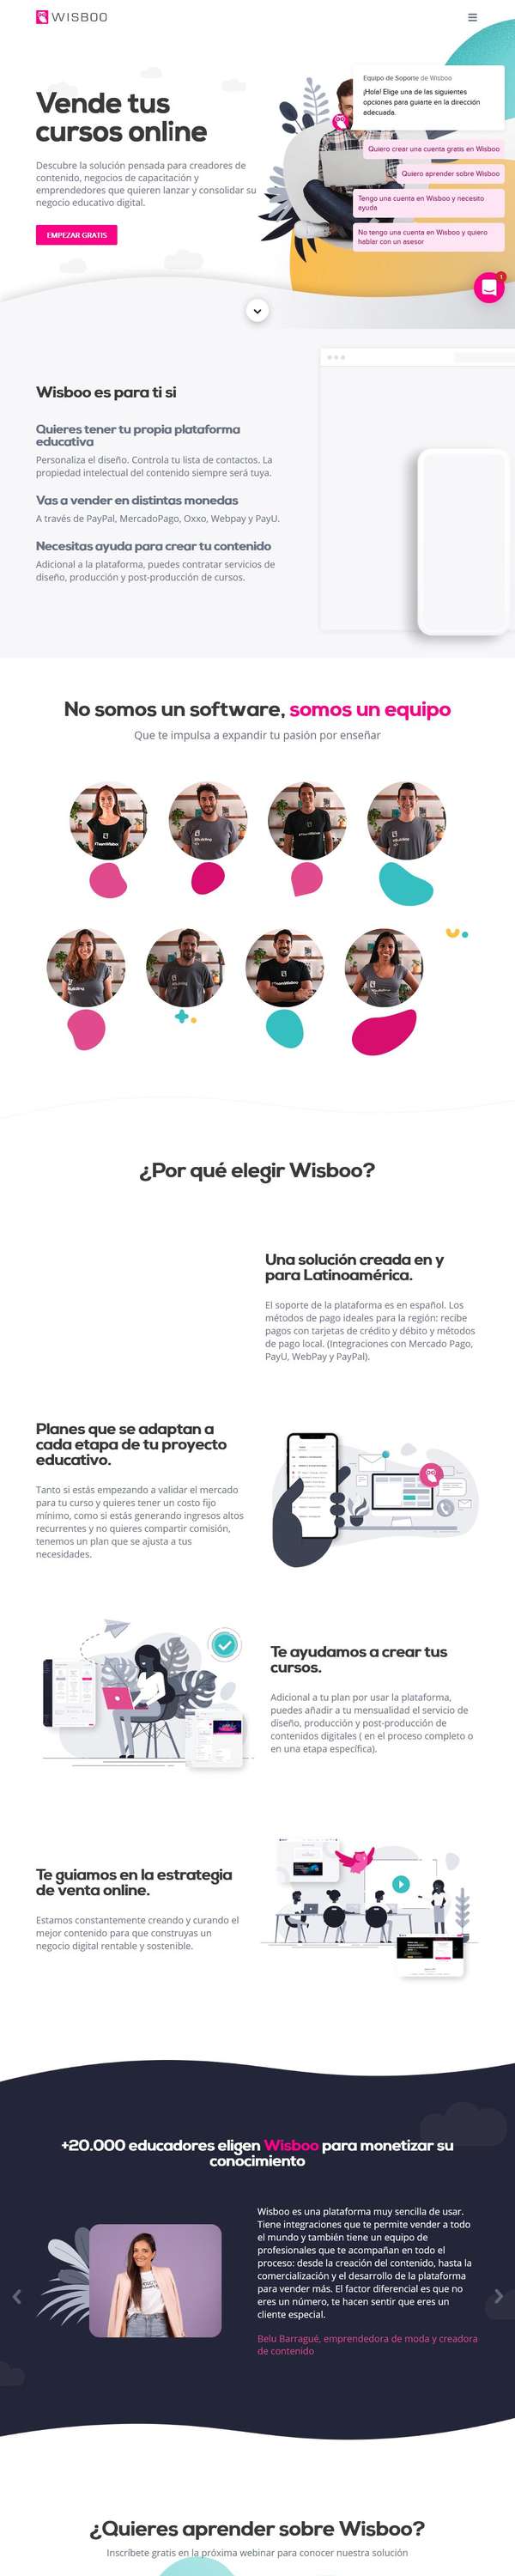 WISBOO
Vende tus
cursos online
Descubre la solución pensada para creadores de
contenido, negocios de capacitación y
emprendedores que quieren lanzar y consolidar su
negocio educativo digital.
EMPEZAR GRATIS
Equipo de Soporte de Wisboo
¡Hola! Elige una de las siguientes
opciones para guiarte en la dirección
adecuada.
Quiero crear una cuenta gratis en Wisboo
Quiero aprender sobre Wisboo
Tengo una cuenta en Wisboo y necesito
ayuda
No tengo una cuenta en Wisboo y quiero
hablar con un asesor
1
Wisboo es para ti si
Quieres tener tu propia plataforma
educativa
Personaliza el diseño. Controla tu lista de contactos. La
propiedad intelectual del contenido siempre será tuya.
Vas a vender en distintas monedas
A través de PayPal, MercadoPago, Oxxo, Webpay y PayU.
Necesitas ayuda para crear tu contenido
Adicional a la plataforma, puedes contratar servicios de
diseño, producción y post-producción de cursos.
No somos un software, somos un equipo
Que te impulsa a expandir tu pasión por enseñar
¿Por qué elegir Wisboo?
Una solución creada en y
para Latinoamérica.
El soporte de la plataforma es en español. Los
métodos de pago ideales para la región: recibe
pagos con tarjetas de crédito y débito y métodos
de pago local. (Integraciones con Mercado Pago,
PayU, WebPay y PayPal).
Planes que se adaptan a
cada etapa de tu proyecto
educativo.
Tanto si estás empezando a validar el mercado
para tu curso y quieres tener un costo fijo
mínimo, como si estás generando ingresos altos
recurrentes y no quieres compartir comisión,
tenemos un plan que se ajusta a tus
necesidades.
Te ayudamos a crear tus
cursos.
Adicional a tu plan por usar la plataforma,
puedes añadir a tu mensualidad el servicio de
diseño, producción y post-producción de
contenidos digitales ( en el proceso completo o
en una etapa específica).
Te guiamos en la estrategia
de venta online.
Estamos constantemente creando y curando el
mejor contenido para que construyas un
negocio digital rentable y sostenible.
+20.000 educadores eligen Wisboo para monetizar su
conocimiento
Wisboo es una plataforma muy sencilla de usar.
Tiene integraciones que te permite vender a todo
el mundo y también tiene un equipo de
profesionales que te acompañan en todo el
proceso: desde la creación del contenido, hasta la
comercialización y el desarrollo de la plataforma
para vender más. El factor diferencial es que no
eres un número, te hacen sentir que eres un
cliente especial.
Belu Barragué, emprendedora de moda y creadora
de contenido
¿Quieres aprender sobre Wisboo?
Inscríbete gratis en la próxima webinar para conocer nuestra solución